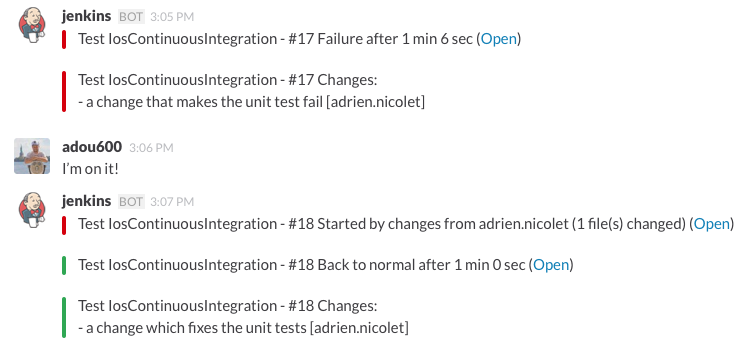 jenkins BOT 3:05 PM
Test IosContinuousIntegration - #17 Failure after 1 min 6 sec (Open)
Test IosContinuousIntegration - #17 Changes:
- a change that makes the unit test fail [adrien.nicolet]
adou600 3:06 PM
I'm on it!
jenkins BOT 3:07 PM
Test IosContinuousIntegration - #18 Started by changes from adrien.nicolet (1 file(s) changed) (Open)
Test IosContinuousIntegration - #18 Back to normal after 1 min 0 sec (Open)
Test IosContinuousIntegration - #18 Changes:
- a change which fixes the unit tests [adrien.nicolet]